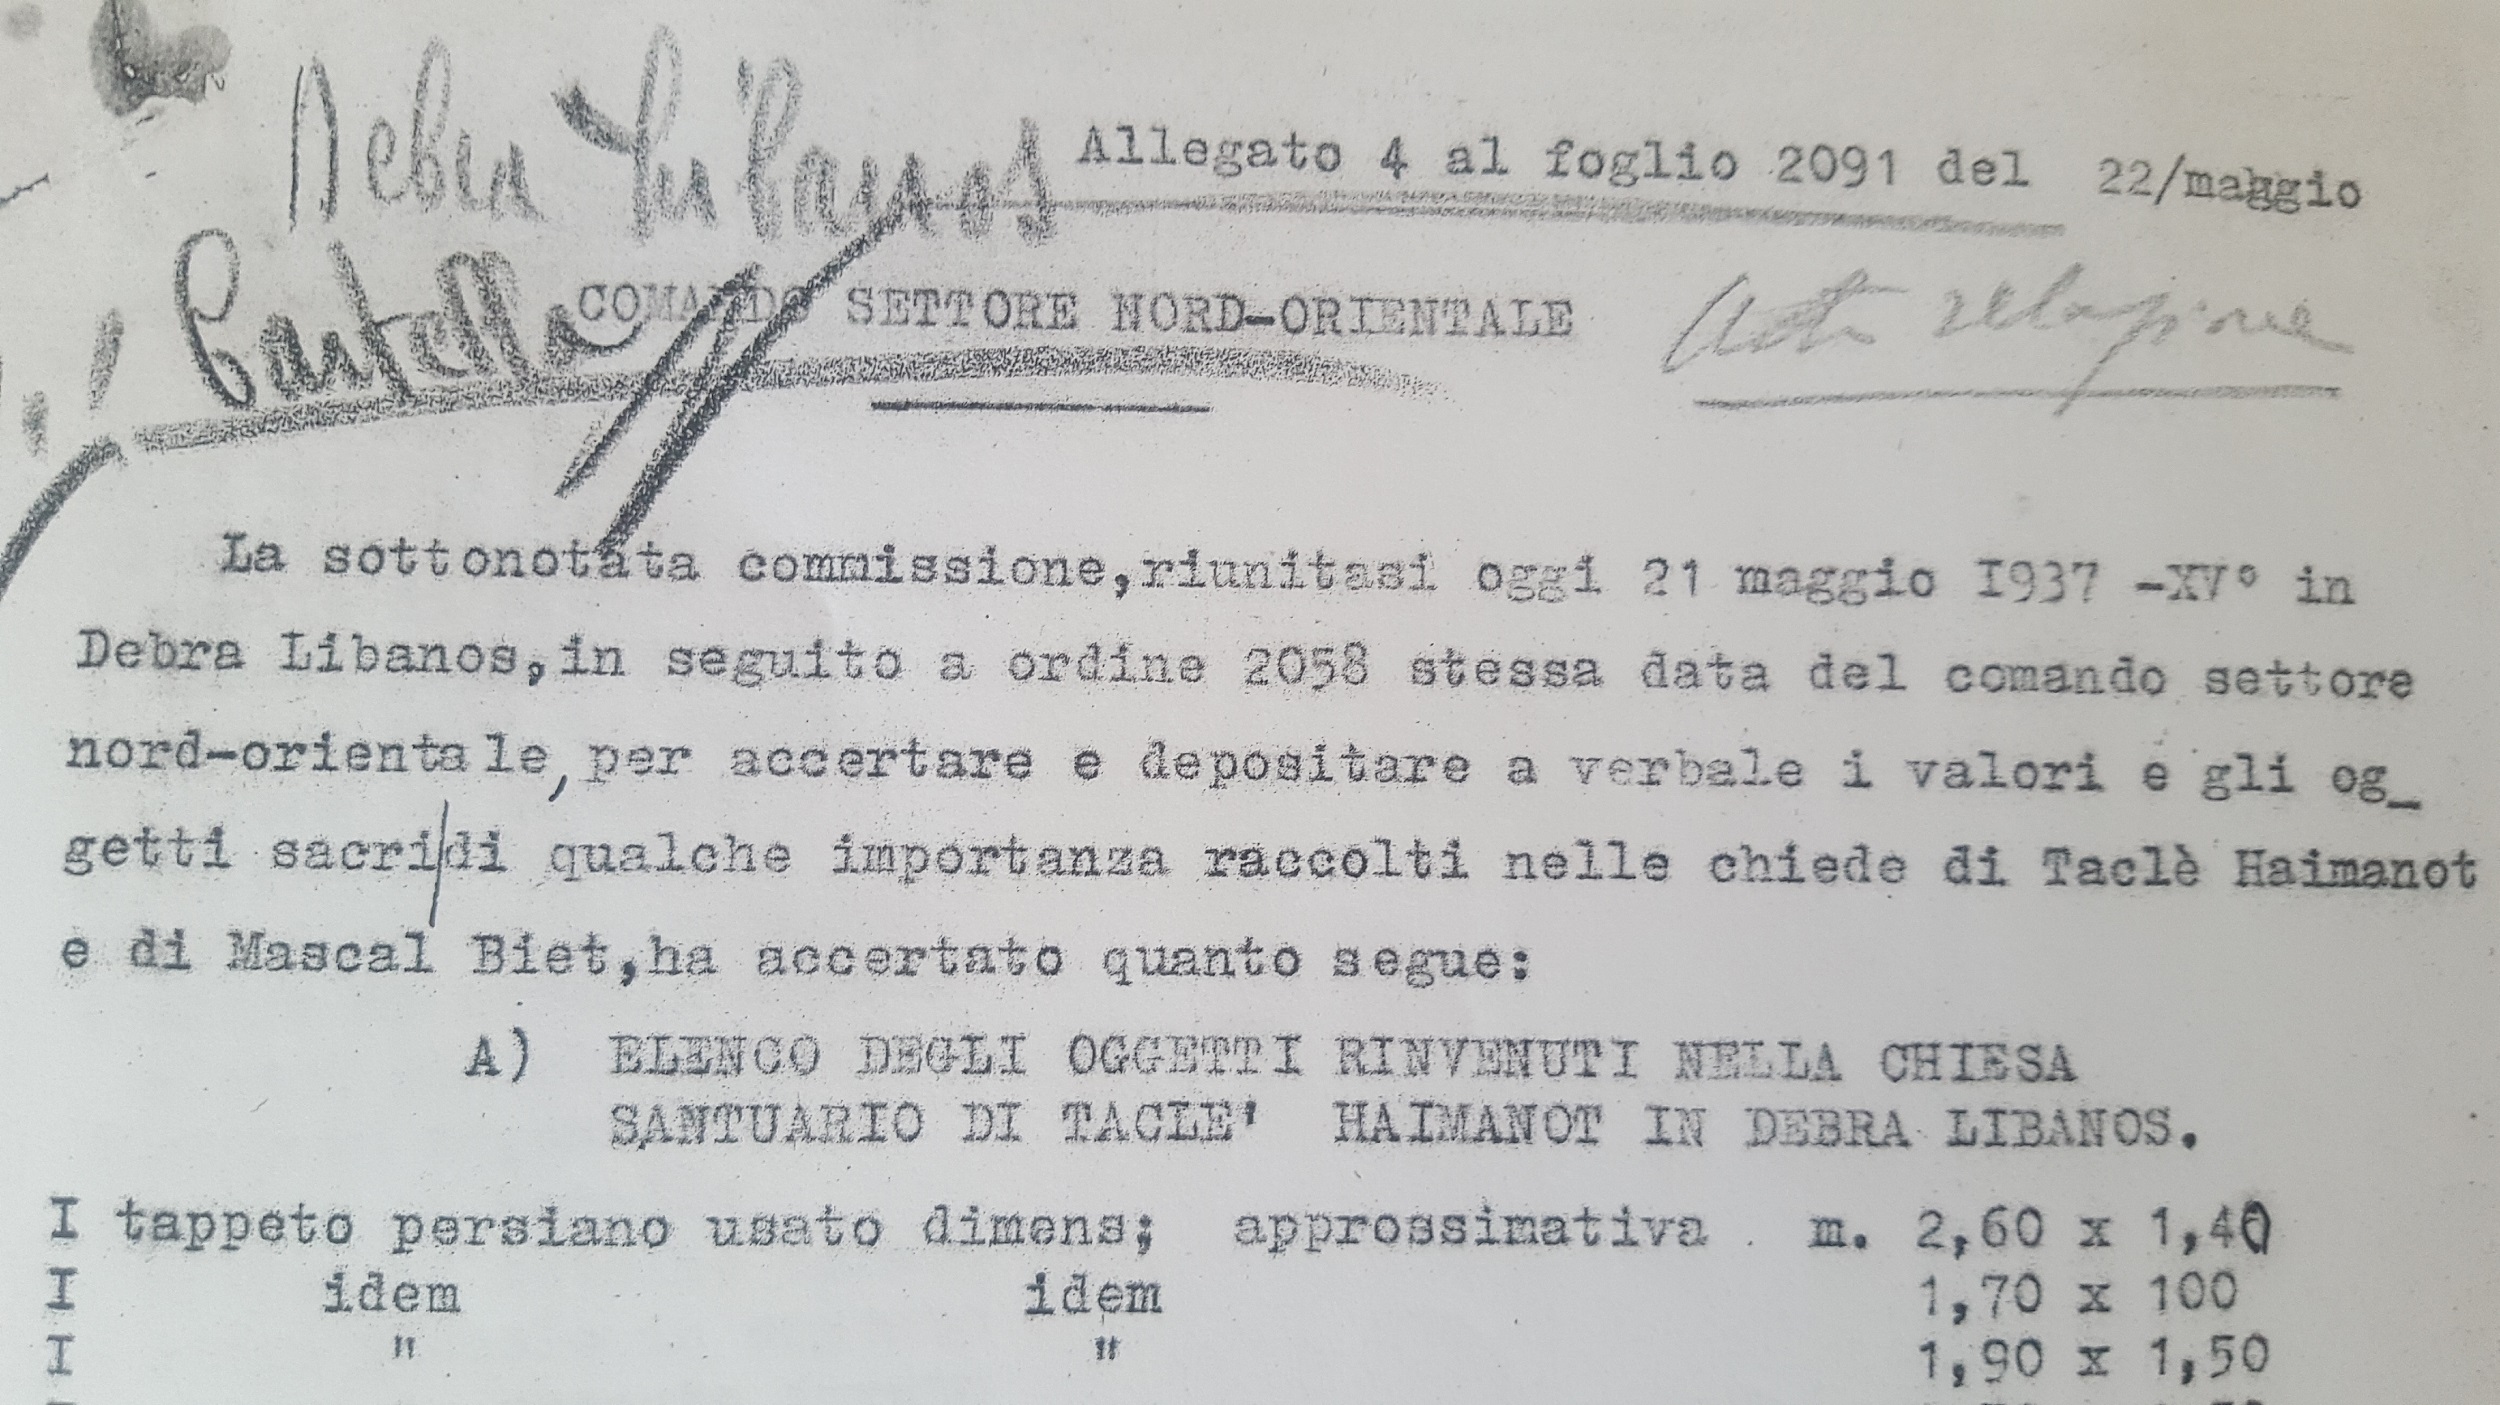 Debra Libanos
Allegato 4 al foglio 2091 del 22/maggio
Cartella
COMANDO SETTORE NORD-ORIENTALE
relazione
La sottonotata commissione,riunitasi oggi 21 maggio I937 -XV° in
Debra Libanos,in seguito a ordine 2058 stessa data del comando settore
nord-orientale, per accertare e depositare a verbale i valori e gli og_
getti sacri/di qualche importanza raccolti nelle chiede di Taclè Haimanot
e di Mascal Biet,ha accertato quanto segue:
A) ELENCO DEGLI OGGETTI RINVENUTI NELLA CHIESA
SANTUARIO DI TACLE' HAIMANOT IN DEBRA LIBANOS.
I tappeto persiano usato dimens; approssimativa m. 2,60 x 1,40
I idem idem 1,70 x 100
I " " 1,90 x 1,50